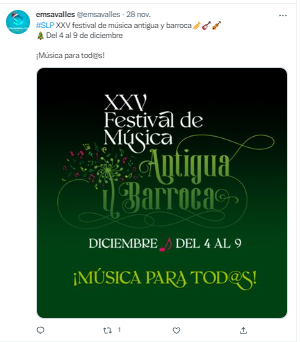 emsavalles @emsavalles · 28 nov.
#SLP XXV festival de música antigua y barroca🎺🎸🎻
🎄 Del 4 al 9 de diciembre
¡Música para tod@s!
XXV
Festival de
Música
Antigua
y Barroca
DICIEMBRE DEL 4 AL 9
¡MÚSICA PARA TOD@S!
1